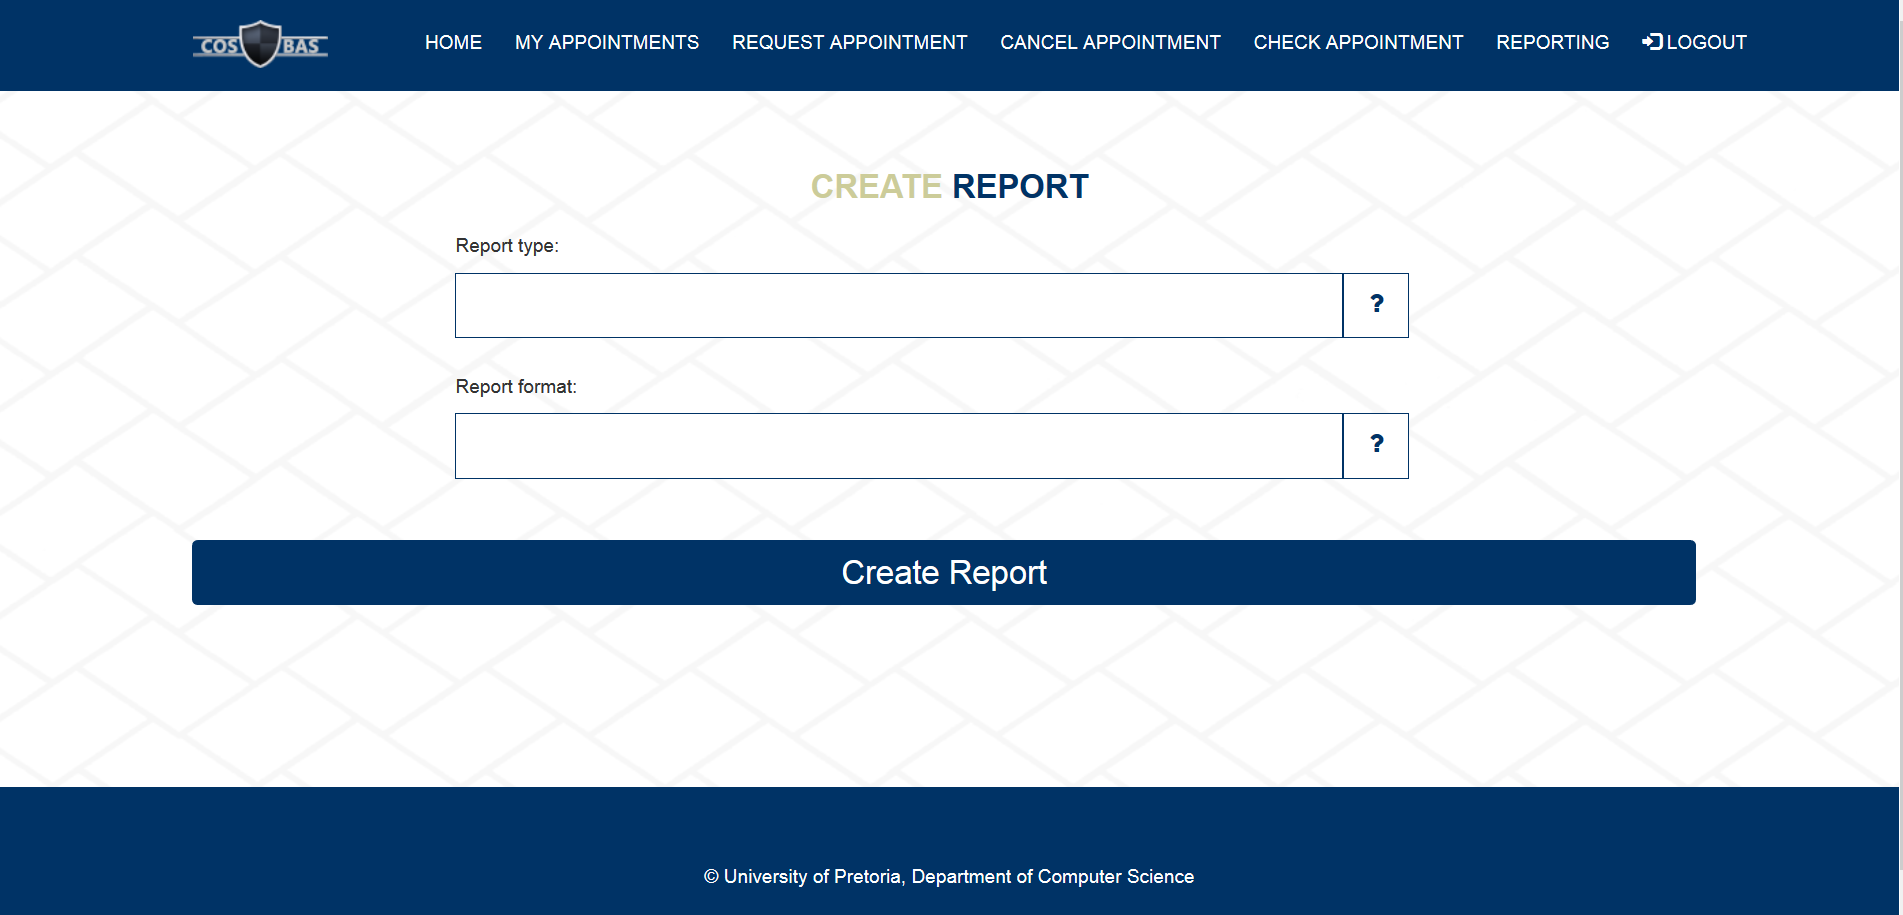 COS BAS HOME MY APPOINTMENTS REQUEST APPOINTMENT CANCEL APPOINTMENT CHECK APPOINTMENT REPORTING LOGOUT
CREATE REPORT
Report type:
?
Report format:
?
Create Report
© University of Pretoria, Department of Computer Science